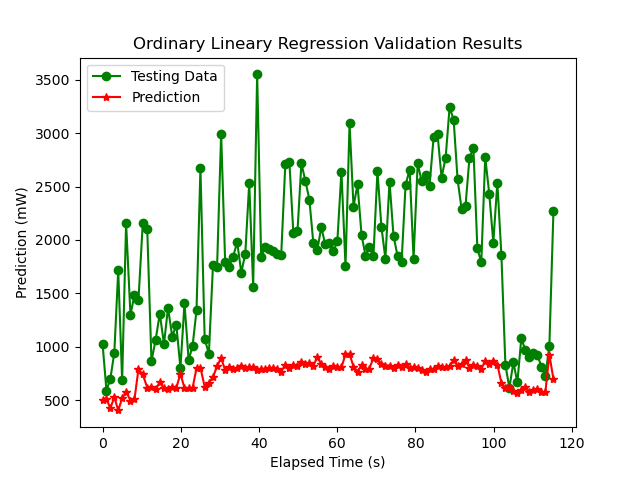 Ordinary Lineary Regression Validation Results
Testing Data
Prediction
3500
3000
2500
2000
1500
1000
500
Prediction (mW)
0 20 40 60 80 100 120
Elapsed Time (s)